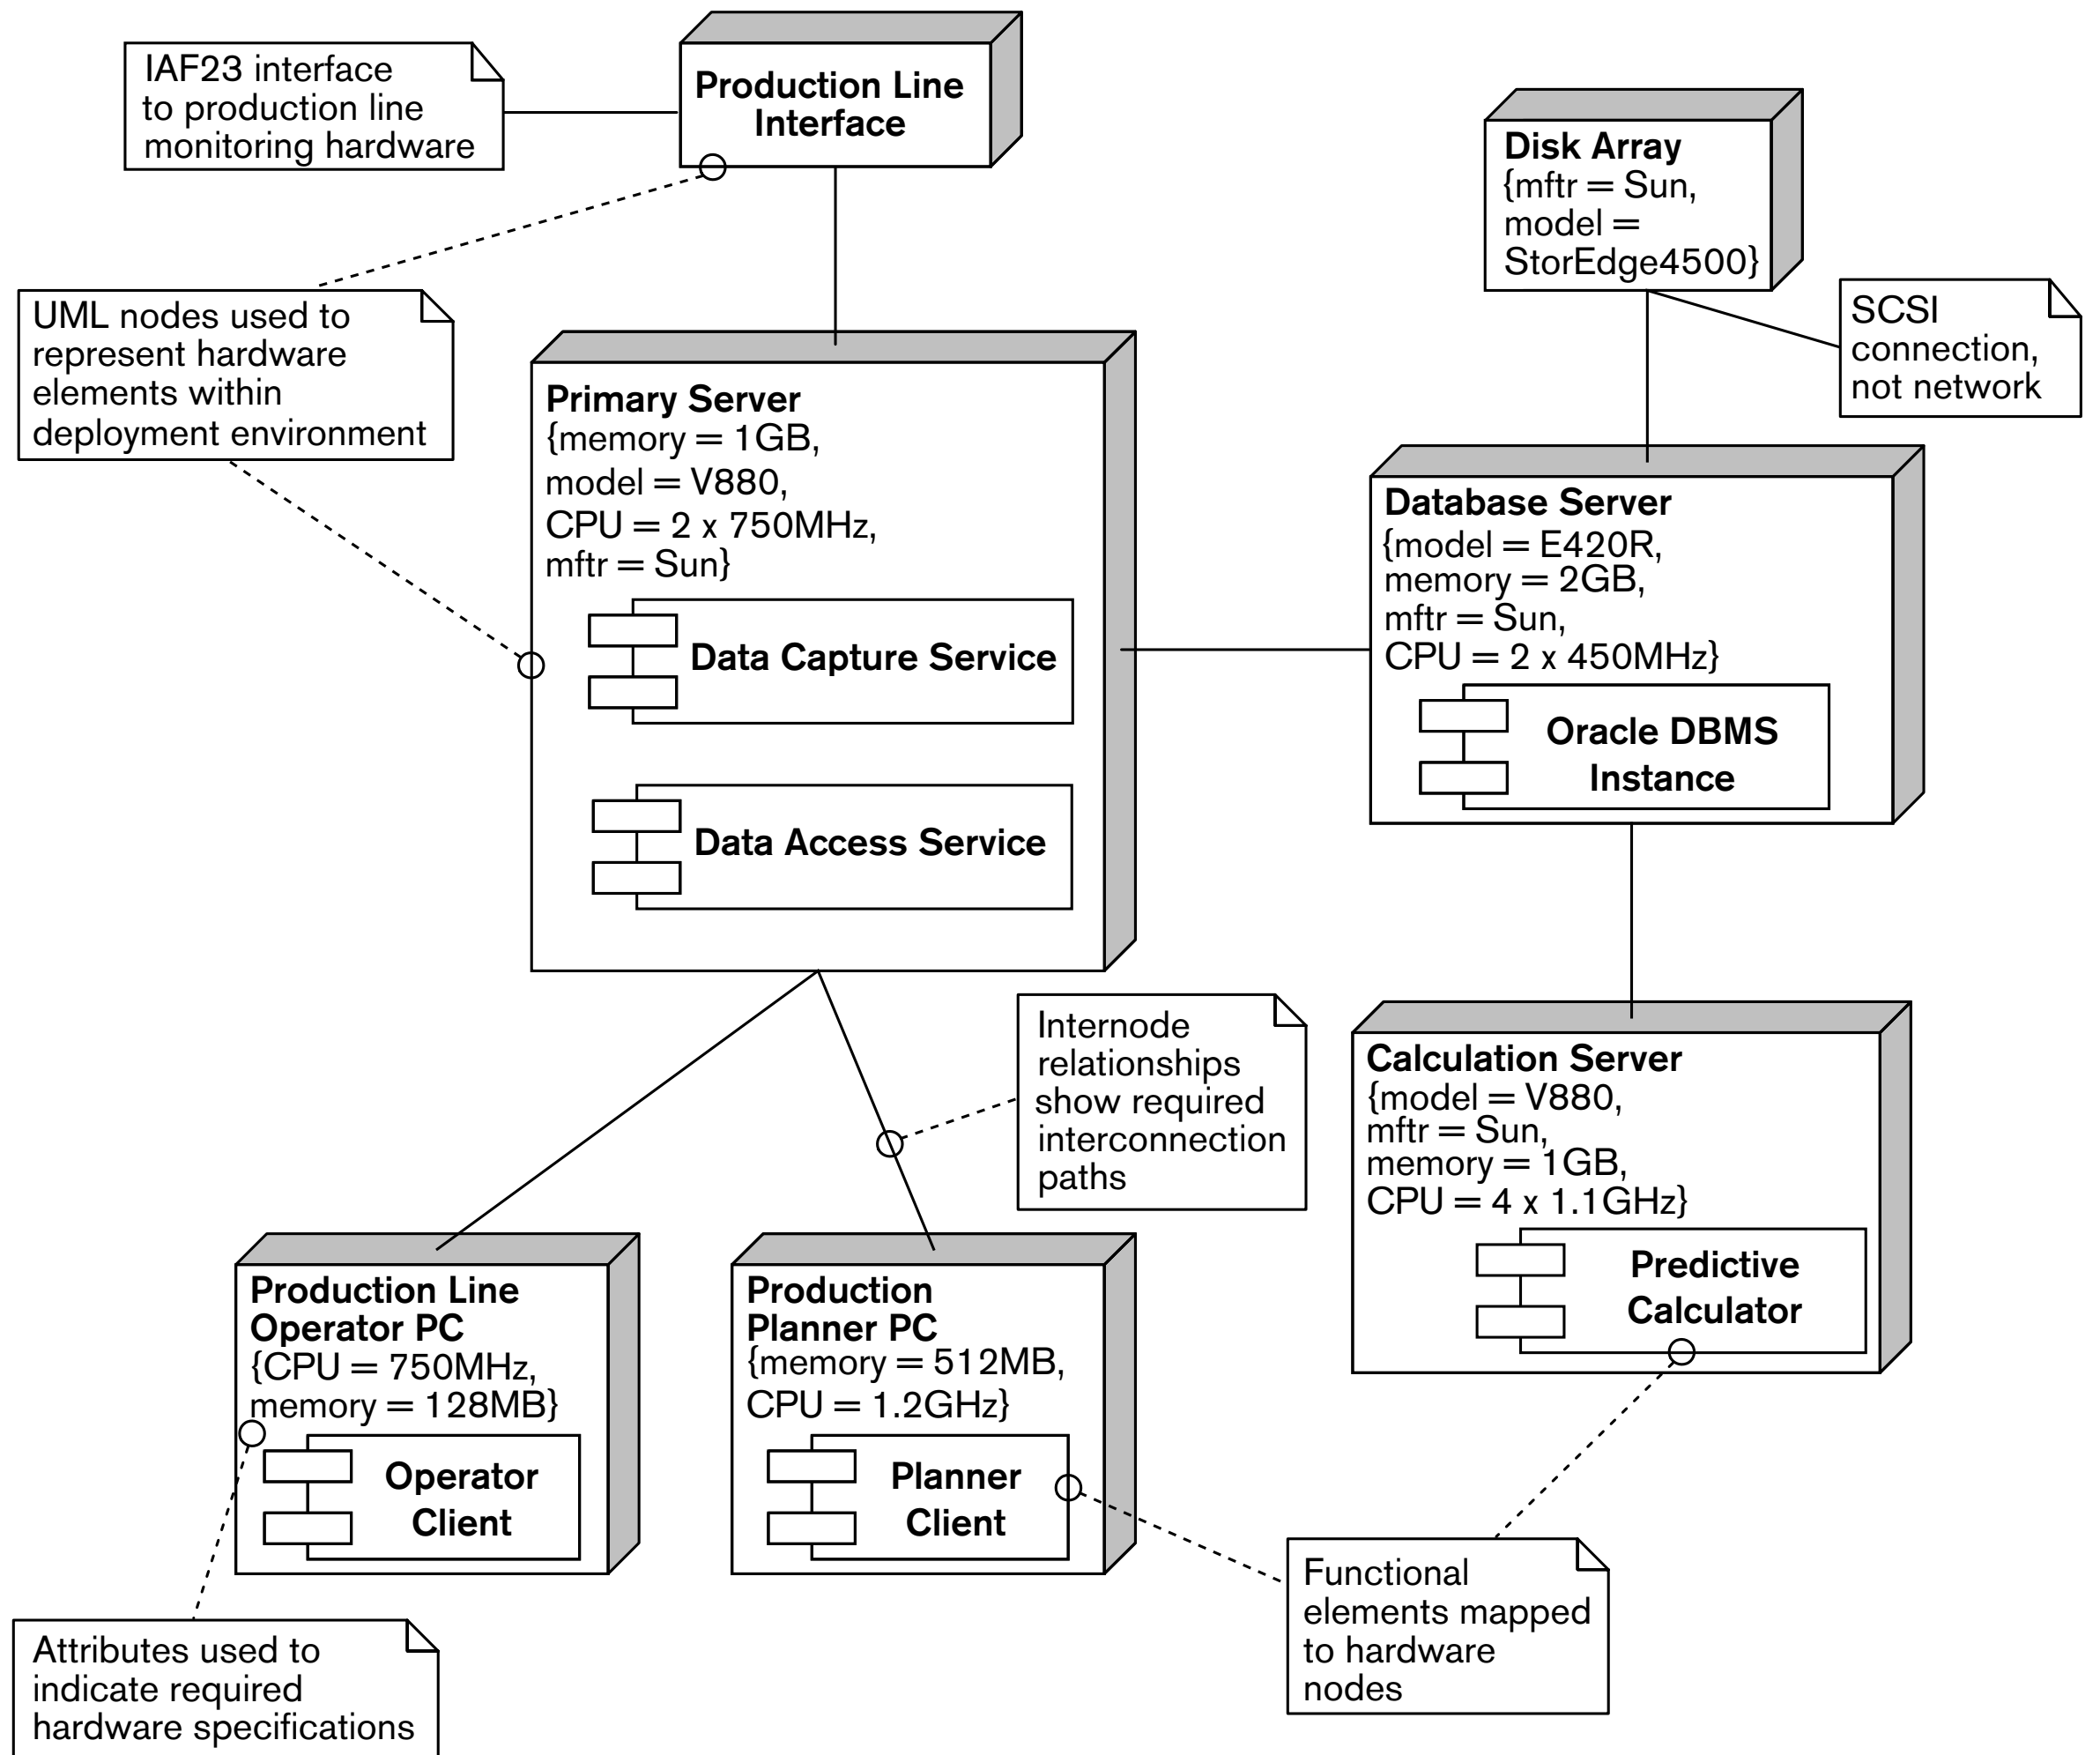 IAF23 interface
to production line
monitoring hardware
Production Line
Interface
Disk Array
{mftr = Sun,
model =
StorEdge4500}
SCSI
connection,
not network
UML nodes used to
represent hardware
elements within
deployment environment
Primary Server
{memory = 1GB,
model = V880,
CPU = 2 x 750MHz,
mftr = Sun}
Data Capture Service
Data Access Service
Database Server
{model = E420R,
memory = 2GB,
mftr = Sun,
CPU = 2 x 450MHz}
Oracle DBMS
Instance
Internode
relationships
show required
interconnection
paths
Calculation Server
{model = V880,
mftr = Sun,
memory = 1GB,
CPU = 4 x 1.1GHz}
Predictive
Calculator
Production Line
Operator PC
{CPU = 750MHz,
memory = 128MB}
Operator
Client
Production
Planner PC
{memory = 512MB,
CPU = 1.2GHz}
Planner
Client
Functional
elements mapped
to hardware
nodes
Attributes used to
indicate required
hardware specifications